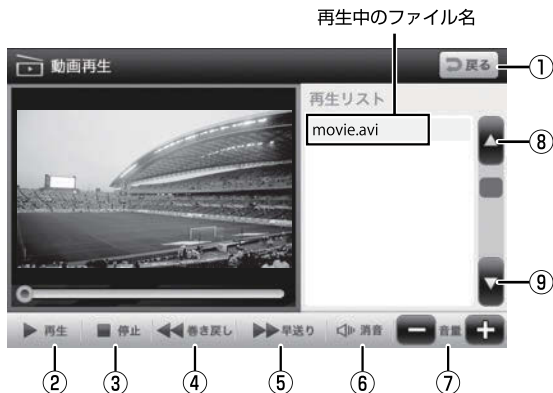 再生中のファイル名
動画再生
戻る
①
再生リスト
movie.avi
⑧
⑨
再生
停止
巻き戻し
早送り
消音
音量
②
③
④
⑤
⑥
⑦